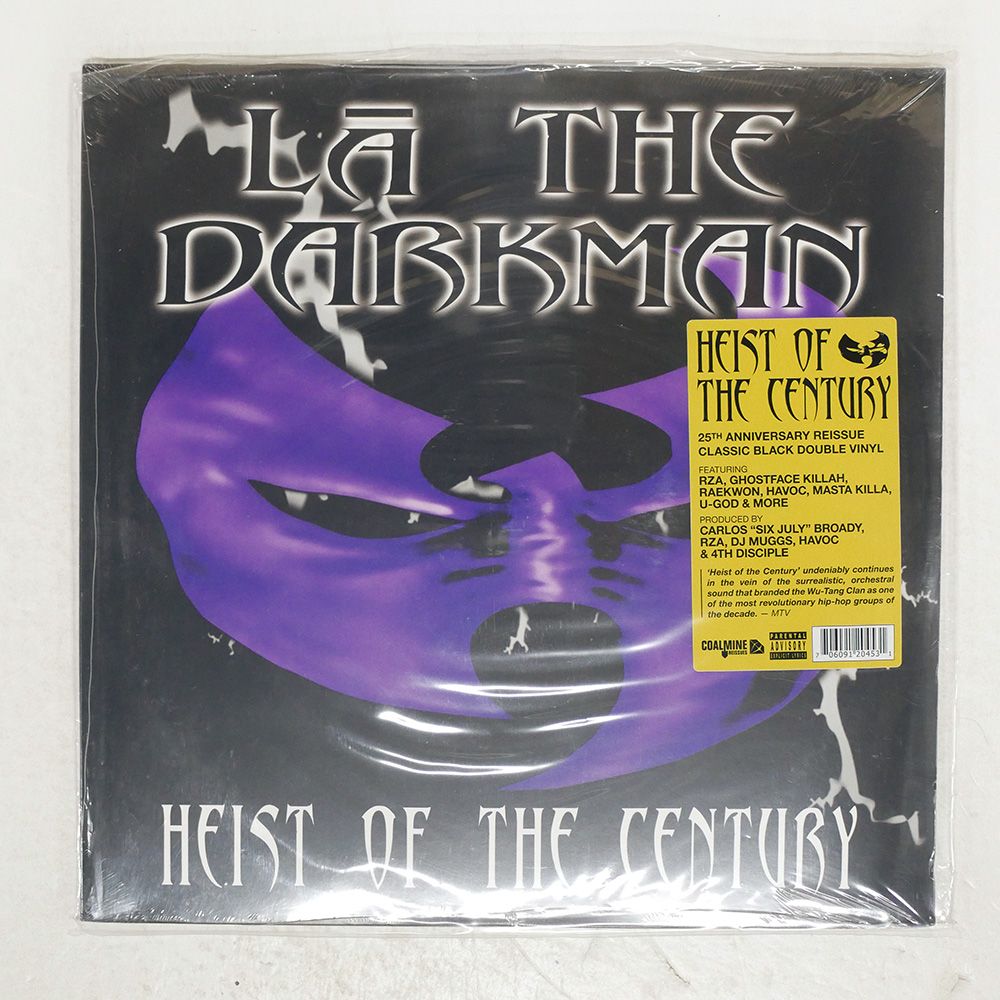 LĀ THE
DARKMAN
HEIST OF
THE CENTURY
25TH ANNIVERSARY REISSUE
CLASSIC BLACK DOUBLE VINYL
FEATURING
RZA, GHOSTFACE KILLAH,
RAEKWON, HAVOC, MASTA KILLA,
U-GOD & MORE
PRODUCED BY
CARLOS "SIX JULY" BROADY,
RZA, DJ MUGGS, HAVOC
& 4TH DISCIPLE
'Heist of the Century' undeniably continues
in the vein of the surrealistic, orchestral
sound that branded the Wu-Tang Clan as one
of the most revolutionary hip-hop groups of
the decade. — MTV
COALMINE
REISSUES
PARENTAL
ADVISORY
EXPLICIT LYRICS
7 06091 20453 1
HEIST OF THE CENTURY